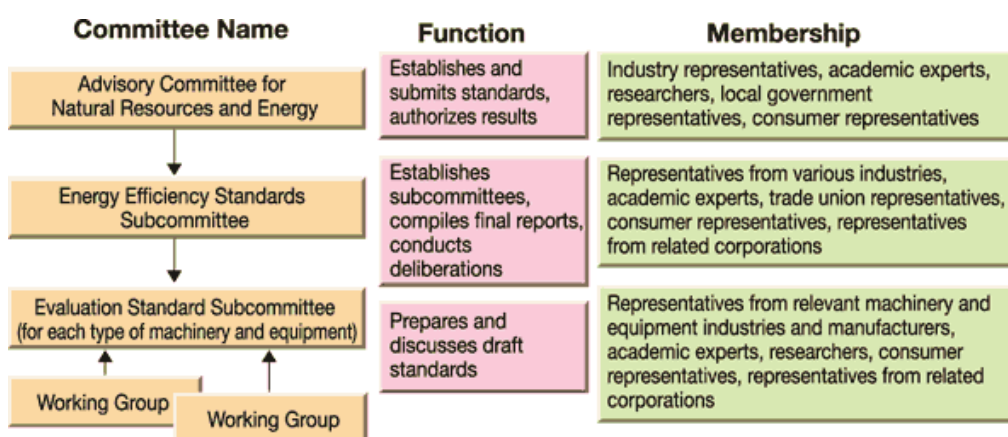 Committee Name
Function
Membership
Advisory Committee for
Natural Resources and Energy
Establishes and
submits standards,
authorizes results
Industry representatives, academic experts,
researchers, local government
representatives, consumer representatives
Energy Efficiency Standards
Subcommittee
Establishes
subcommittees,
compiles final reports,
conducts
deliberations
Representatives from various industries,
academic experts, trade union representatives,
consumer representatives, representatives
from related corporations
Evaluation Standard Subcommittee
(for each type of machinery and equipment)
Prepares and
discusses draft
standards
Representatives from relevant machinery and
equipment industries and manufacturers,
academic experts, researchers, consumer
representatives, representatives from related
corporations
Working Group
Working Group